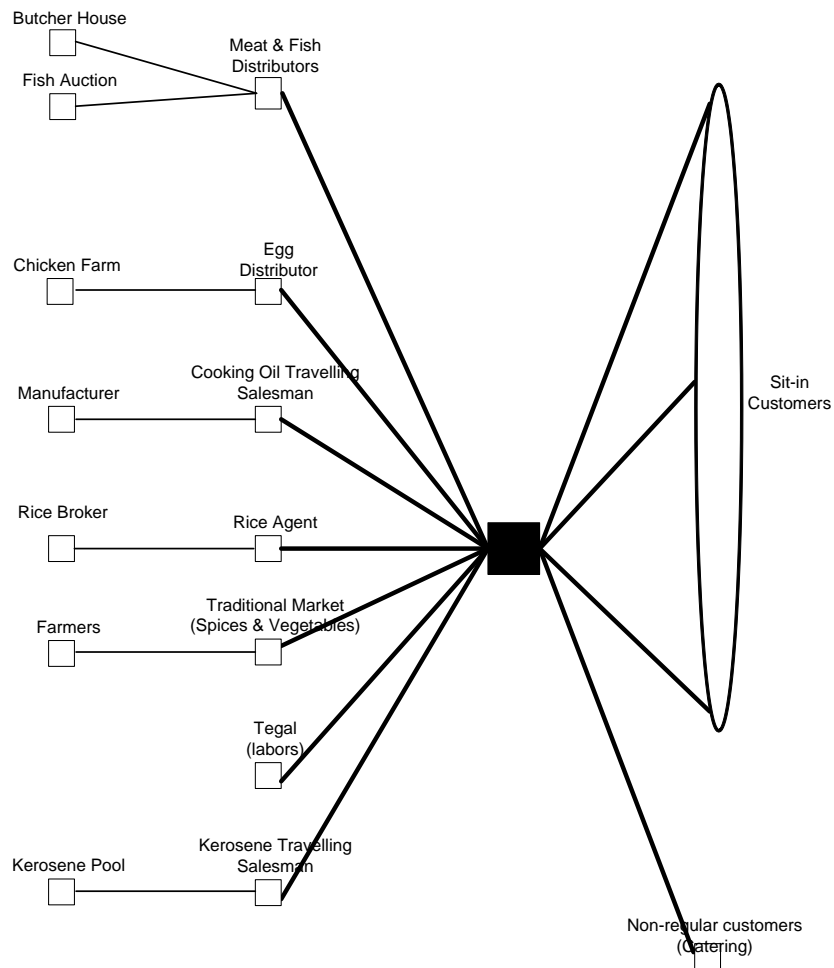 Butcher House
Meat & Fish
Distributors
Fish Auction
Egg
Distributor
Chicken Farm
Cooking Oil Travelling
Salesman
Manufacturer
Sit-in
Customers
Rice Broker
Rice Agent
Traditional Market
(Spices & Vegetables)
Farmers
Tegal
(labors)
Kerosene Travelling
Salesman
Kerosene Pool
Non-regular customers
(Catering)